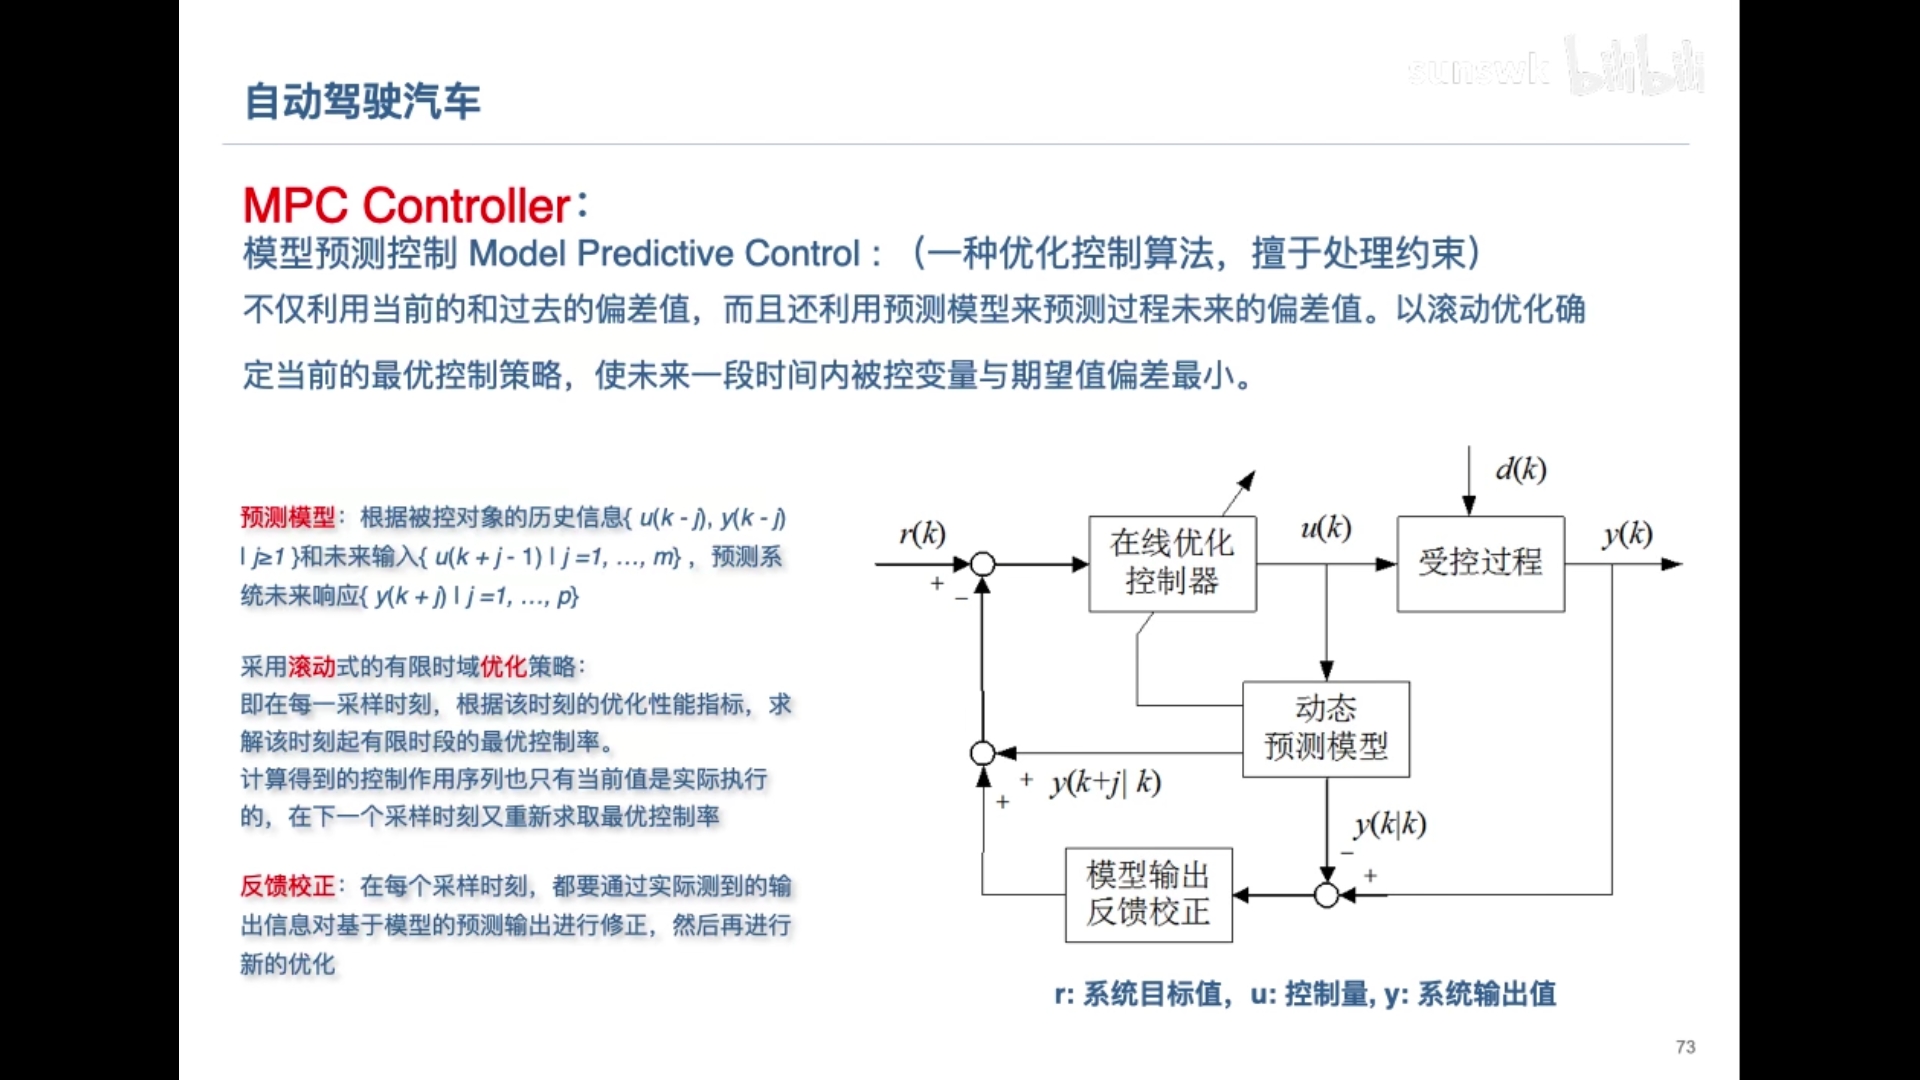 sunswk bilibili
自动驾驶汽车
MPC Controller：
模型预测控制 Model Predictive Control :（一种优化控制算法，擅于处理约束）
不仅利用当前的和过去的偏差值，而且还利用预测模型来预测过程未来的偏差值。以滚动优化确
定当前的最优控制策略，使未来一段时间内被控变量与期望值偏差最小。
预测模型：根据被控对象的历史信息{ u(k - j), y(k - j)
| j≥1 }和未来输入{ u(k + j - 1) | j =1, …, m} ，预测系
统未来响应{ y(k + j) | j =1, …, p}
采用滚动式的有限时域优化策略：
即在每一采样时刻，根据该时刻的优化性能指标，求
解该时刻起有限时段的最优控制率。
计算得到的控制作用序列也只有当前值是实际执行
的，在下一个采样时刻又重新求取最优控制率
反馈校正：在每个采样时刻，都要通过实际测到的输
出信息对基于模型的预测输出进行修正，然后再进行
新的优化
d(k)
r(k)
+
−
在线优化
控制器
u(k)
受控过程
y(k)
动态
预测模型
+
+
y(k+j| k)
y(k|k)
−
+
模型输出
反馈校正
r: 系统目标值，u: 控制量, y: 系统输出值
73